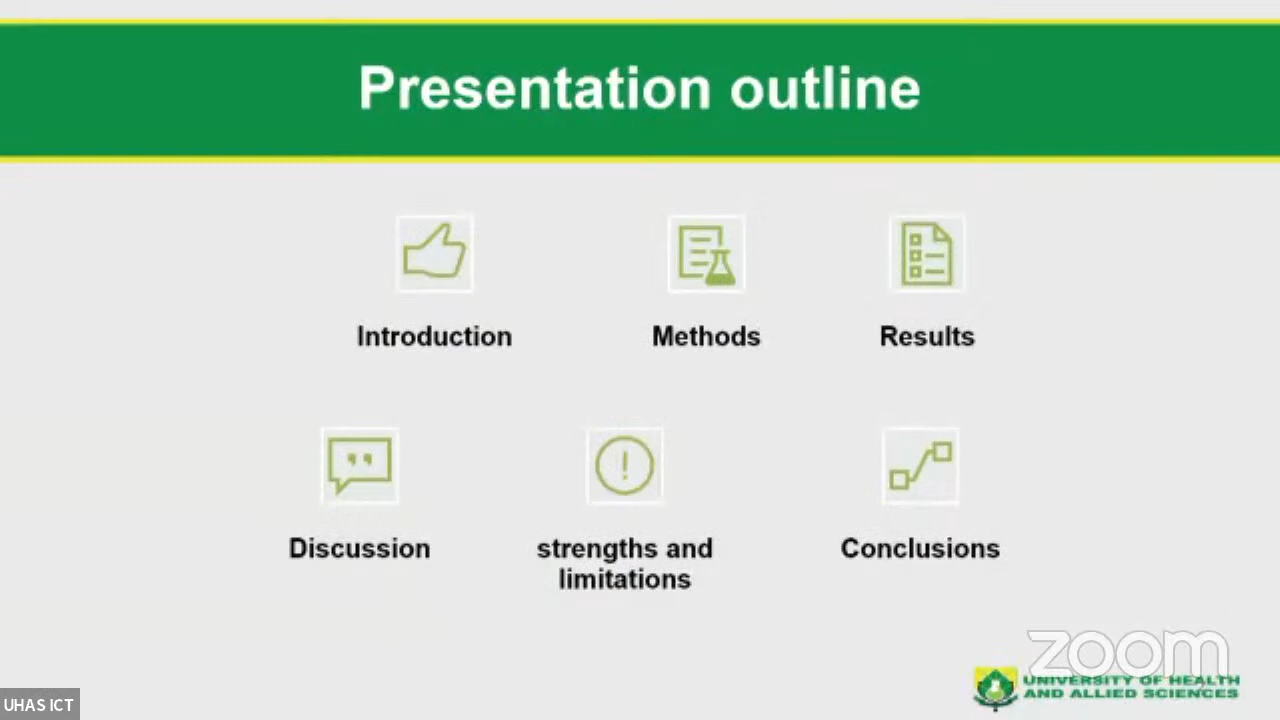 Presentation outline
Introduction
Methods
Results
Discussion
strengths and
limitations
Conclusions
zoom
UNIVERSITY OF HEALTH
AND ALLIED SCIENCES
UHAS ICT